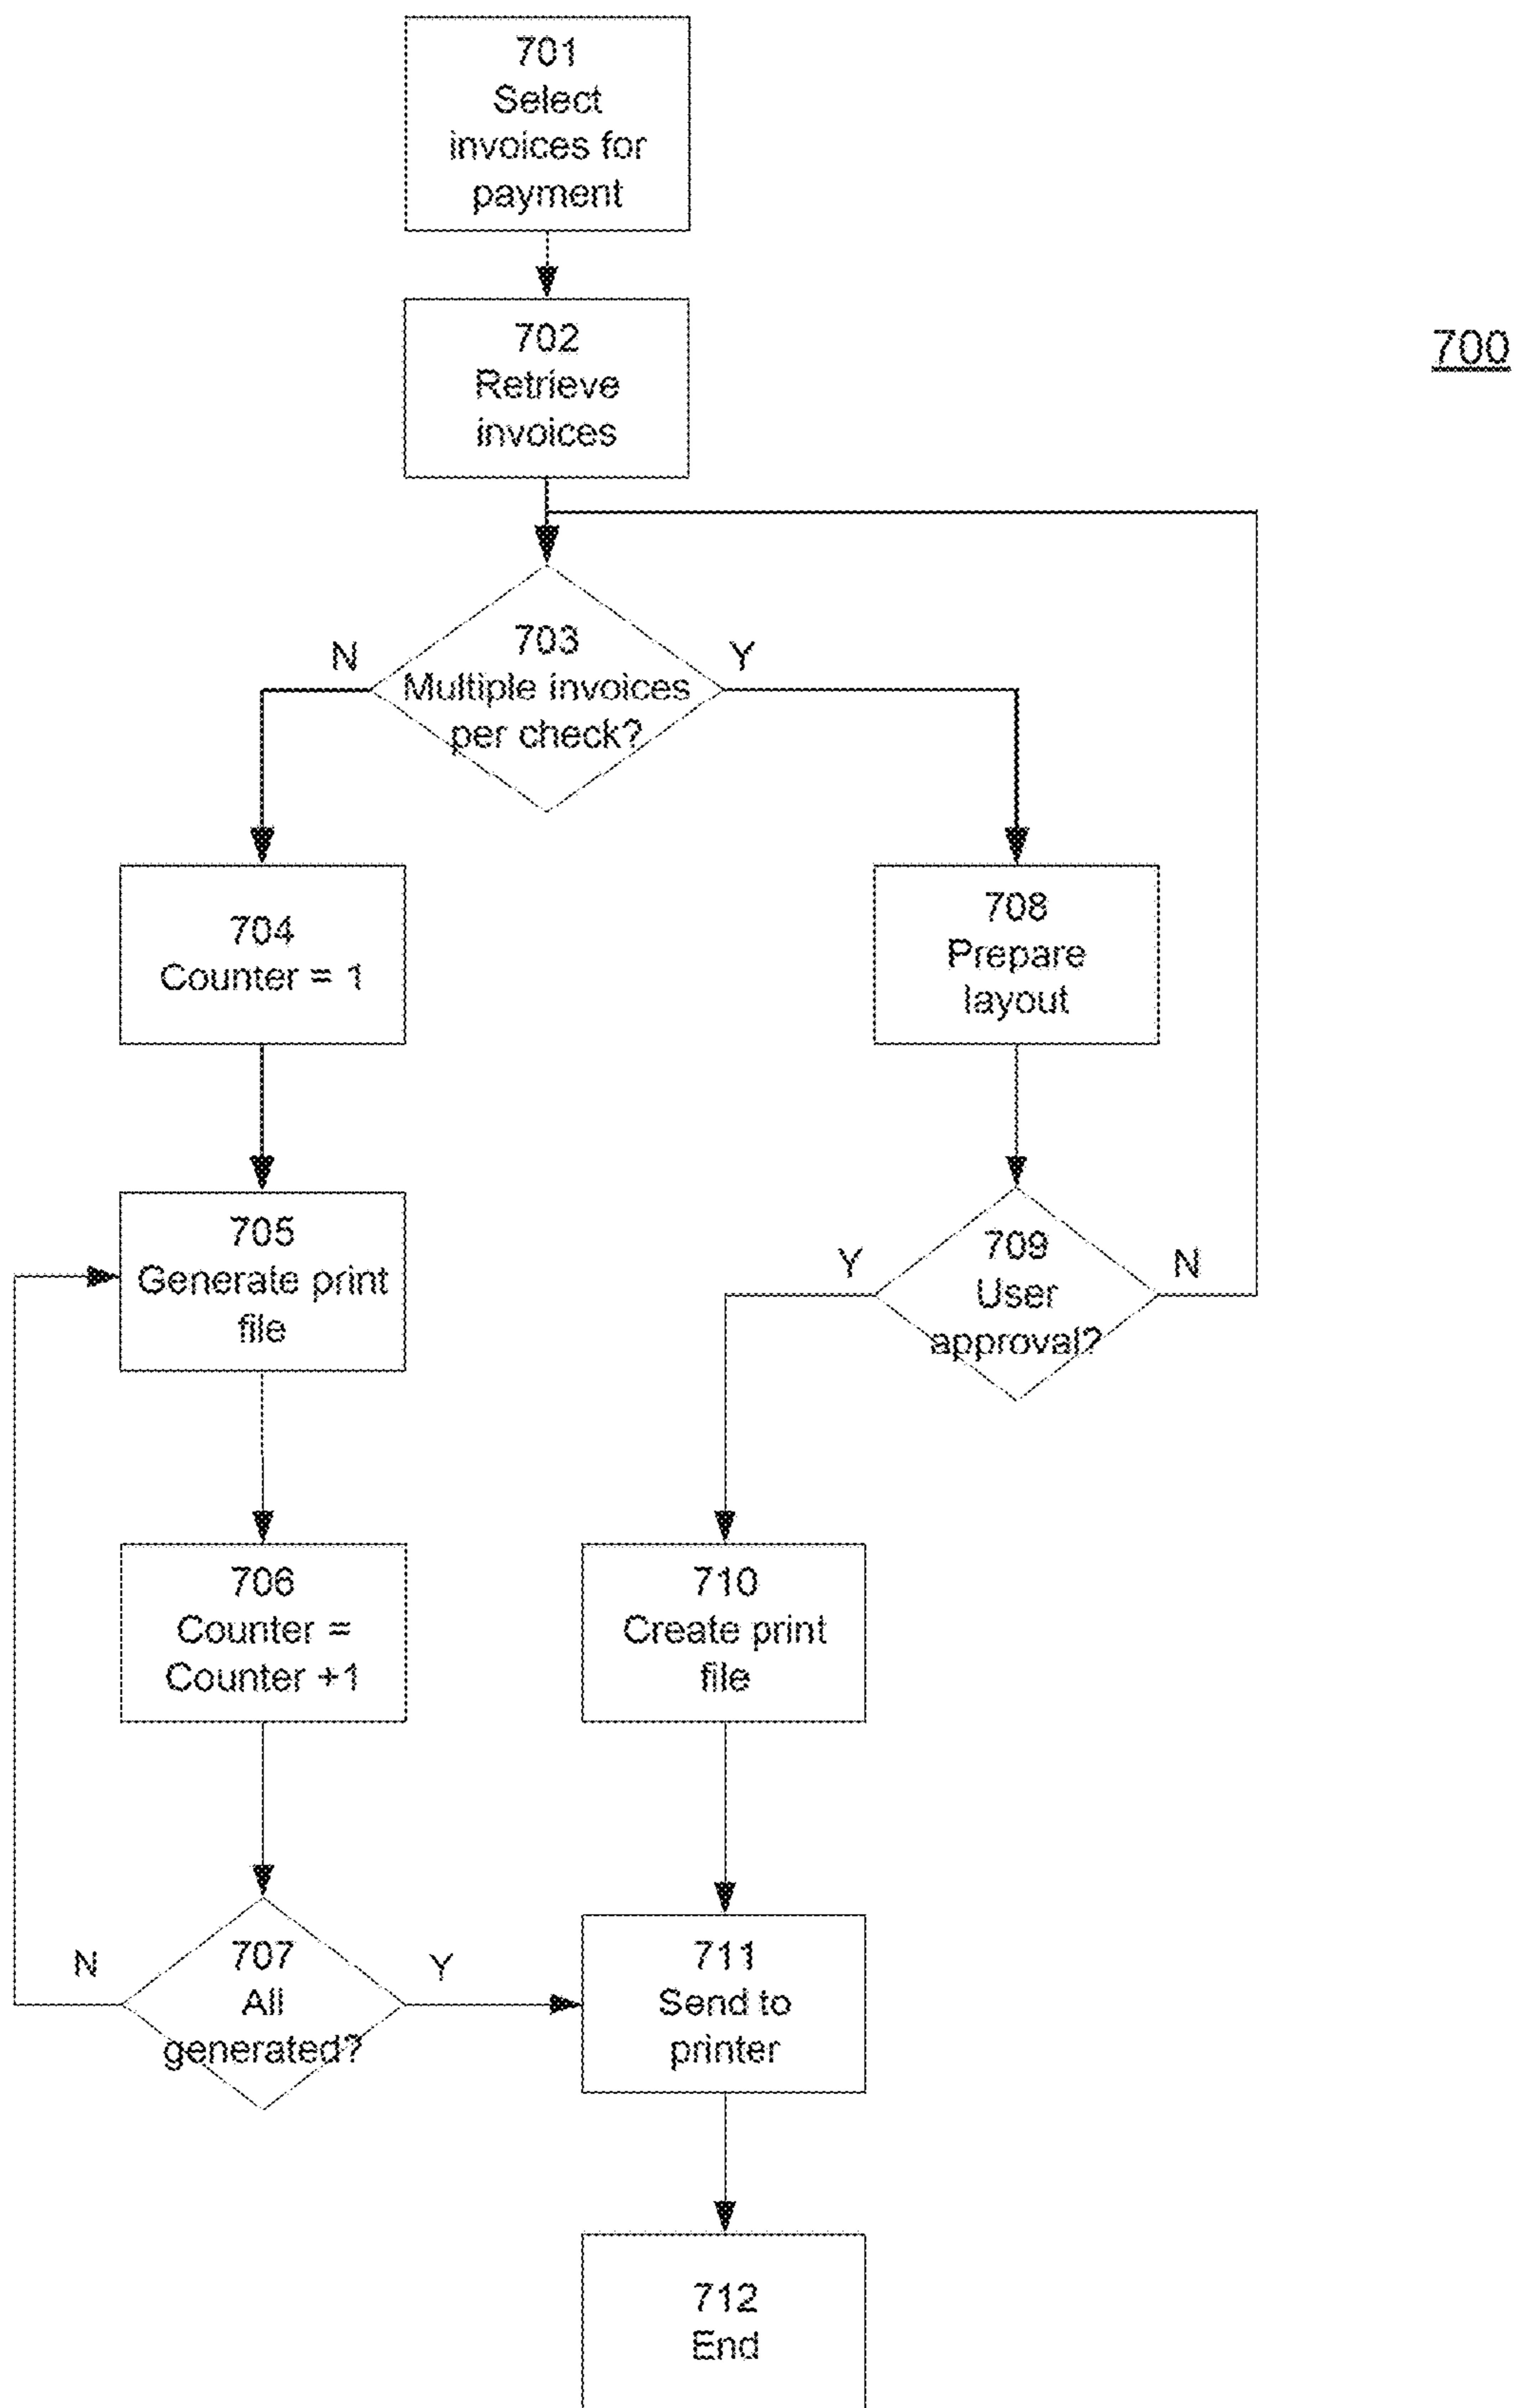 701
Select
invoices for
payment
702
Retrieve
invoices
700
N
703
Y
Multiple invoices
per check?
704
Counter = 1
708
Prepare
layout
705
Generate print
file
Y
709
User
approval?
N
706
Counter =
Counter +1
710
Create print
file
N
707
All
generated?
Y
711
Send to
printer
712
End